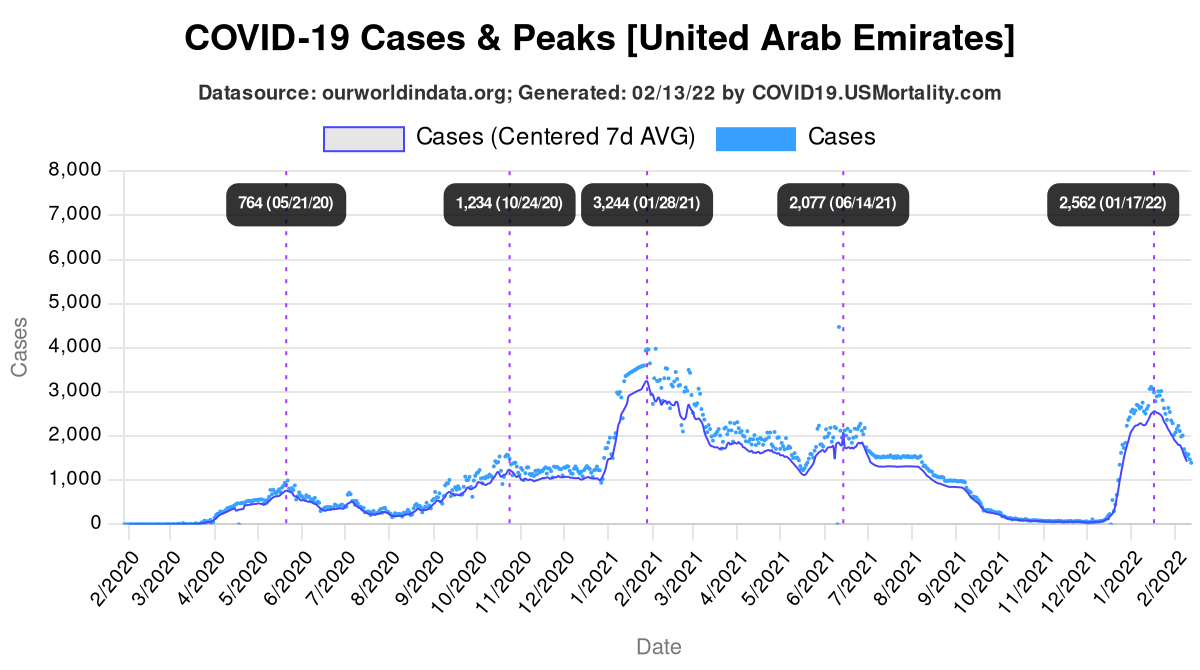 COVID-19 Cases & Peaks [United Arab Emirates]
Datasource: ourworldindata.org; Generated: 02/13/22 by COVID19.USMortality.com
Cases (Centered 7d AVG) Cases
8,000
764 (05/21/20) 1,234 (10/24/20) 3,244 (01/28/21) 2,077 (06/14/21) 2,562 (01/17/22)
7,000
6,000
5,000
4,000
3,000
2,000
1,000
0
Cases
2/2020 3/2020 4/2020 5/2020 6/2020 7/2020 8/2020 9/2020 10/2020 11/2020 12/2020 1/2021 2/2021 3/2021 4/2021 5/2021 6/2021 7/2021 8/2021 9/2021 10/2021 11/2021 12/2021 1/2022 2/2022
Date